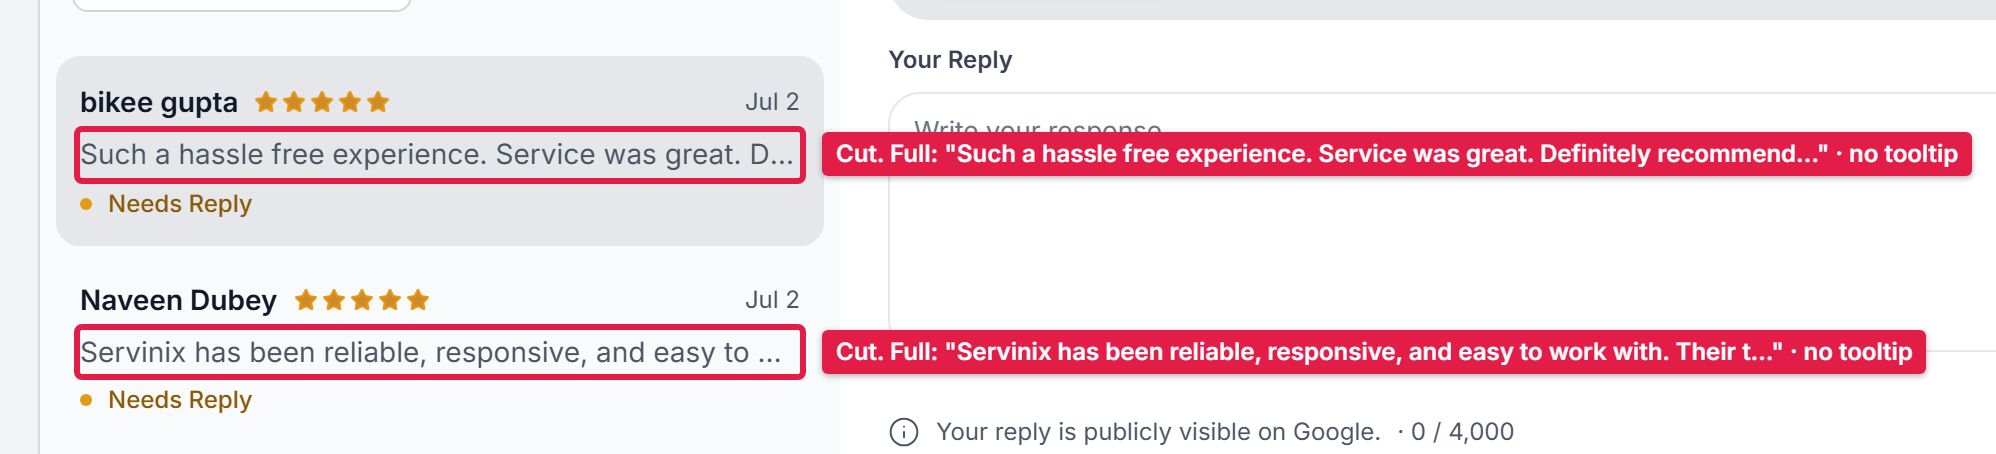 bikee gupta
Jul 2
Such a hassle free experience. Service was great. D...
Needs Reply
Naveen Dubey
Jul 2
Servinix has been reliable, responsive, and easy to ...
Needs Reply
Your Reply
Write your response
Cut. Full: "Such a hassle free experience. Service was great. Definitely recommend..." · no tooltip
Cut. Full: "Servinix has been reliable, responsive, and easy to work with. Their t..." · no tooltip
Your reply is publicly visible on Google. · 0 / 4,000